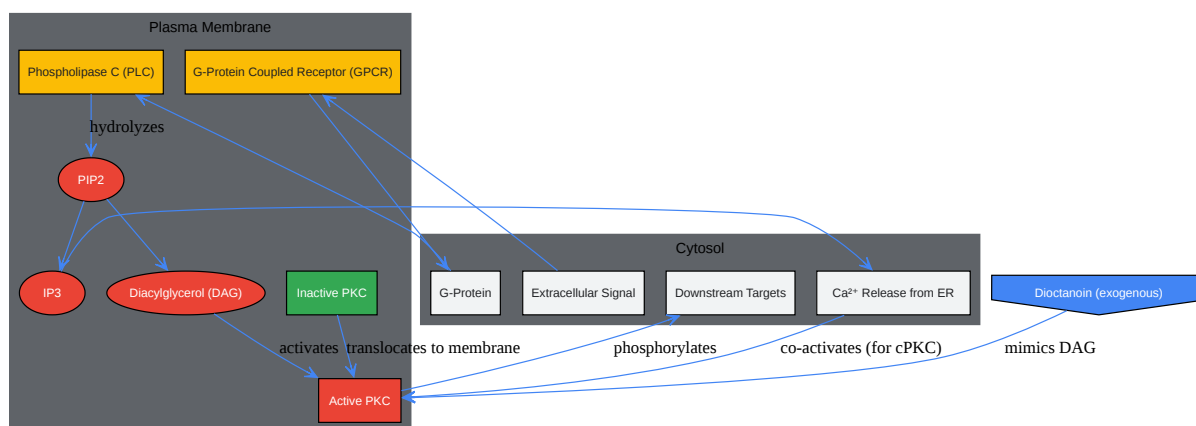 Plasma Membrane
Phospholipase C (PLC)
G-Protein Coupled Receptor (GPCR)
hydrolyzes
PIP2
Cytosol
IP3
Diacylglycerol (DAG)
Inactive PKC
G-Protein
Extracellular Signal
Downstream Targets
Ca²⁺ Release from ER
Dioctanoin (exogenous)
activates
translocates to membrane
phosphorylates
co-activates (for cPKC)
mimics DAG
Active PKC